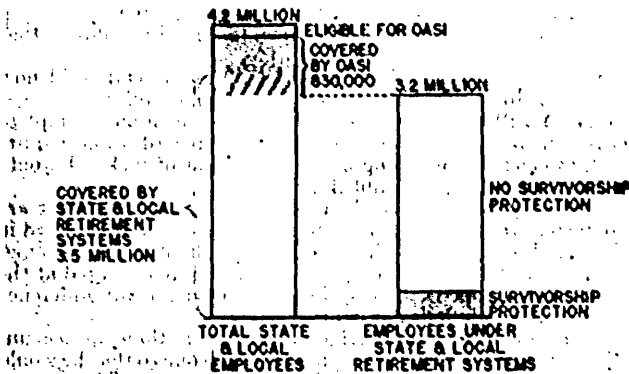 4.2 MILLION
ELIGIBLE FOR OASI
COVERED
BY OASI
830,000
3.2 MILLION
COVERED BY
STATE & LOCAL
RETIREMENT
SYSTEMS
3.5 MILLION
NO SURVIVORSHIP
PROTECTION
SURVIVORSHIP
PROTECTION
TOTAL STATE
& LOCAL
EMPLOYEES
EMPLOYEES UNDER
STATE & LOCAL
RETIREMENT SYSTEMS